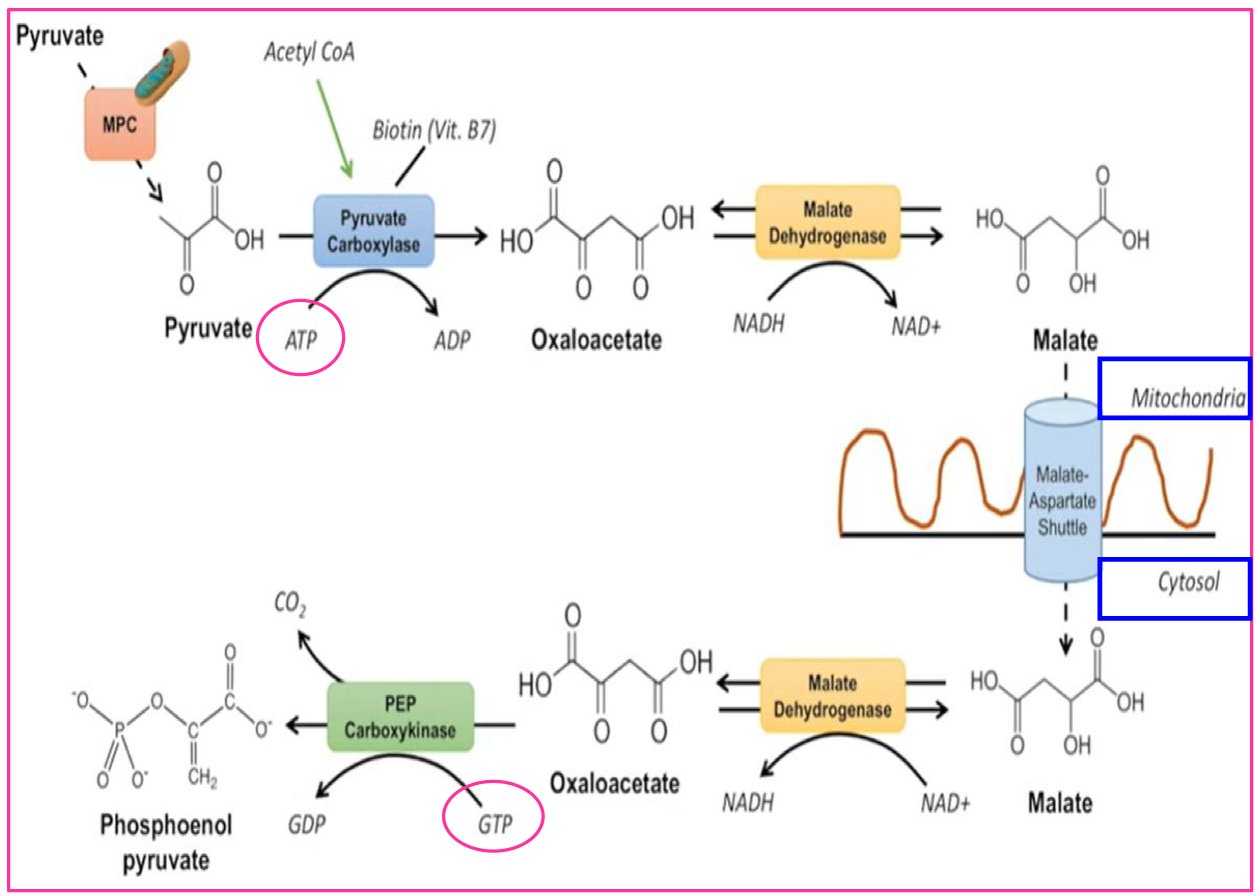 Pyruvate
MPC
Acetyl CoA
Biotin (Vit. B7)
Pyruvate
Carboxylase
O
O
OH
Pyruvate
ATP
ADP
O
O
HO
OH
O
O
Oxaloacetate
Malate
Dehydrogenase
NADH
NAD+
O
HO
OH
O
OH
Malate
Mitochondria
Malate-
Aspartate
Shuttle
Cytosol
O
HO
OH
O
OH
Malate
Malate
Dehydrogenase
NADH
NAD+
O
O
HO
OH
O
O
Oxaloacetate
CO2
PEP
Carboxykinase
GDP
GTP
O
-O
O
C
P
C
O-
O
O-
CH2
Phosphoenol
pyruvate